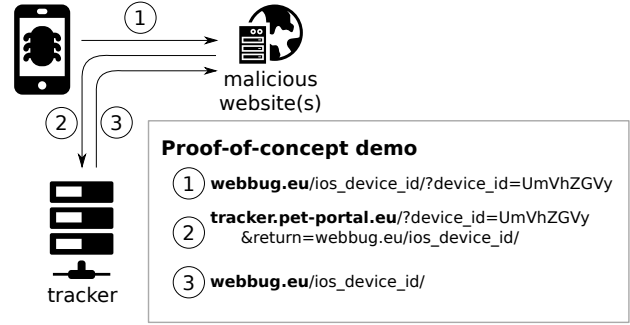 1
malicious
website(s)
2
3
tracker
Proof-of-concept demo
1 webbug.eu/ios_device_id/?device_id=UmVhZGVy
2 tracker.pet-portal.eu/?device_id=UmVhZGVy
&return=webbug.eu/ios_device_id/
3 webbug.eu/ios_device_id/